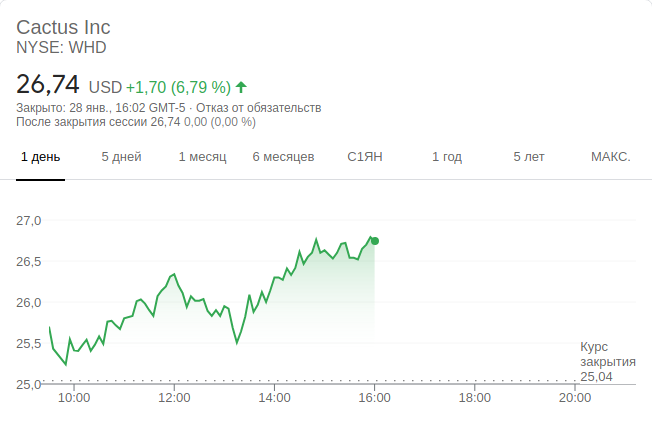 Cactus Inc
NYSE: WHD
26,74 USD +1,70 (6,79 %)
Закрыто: 28 янв., 16:02 GMT-5 · Отказ от обязательств
После закрытия сессии 26,74 0,00 (0,00 %)
1 день 5 дней 1 месяц 6 месяцев С1ЯН 1 год 5 лет МАКС.
27,0
26,5
26,0
25,5
25,0
Курс
закрытия
25,04
10:00 12:00 14:00 16:00 18:00 20:00